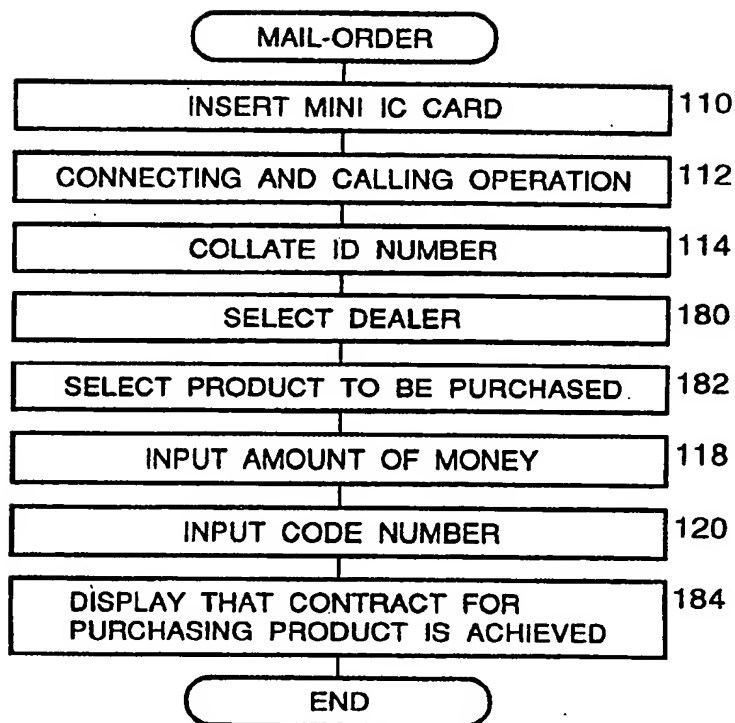 MAIL-ORDER
INSERT MINI IC CARD 110
CONNECTING AND CALLING OPERATION 112
COLLATE ID NUMBER 114
SELECT DEALER 180
SELECT PRODUCT TO BE PURCHASED 182
INPUT AMOUNT OF MONEY 118
INPUT CODE NUMBER 120
DISPLAY THAT CONTRACT FOR 184
PURCHASING PRODUCT IS ACHIEVED
END